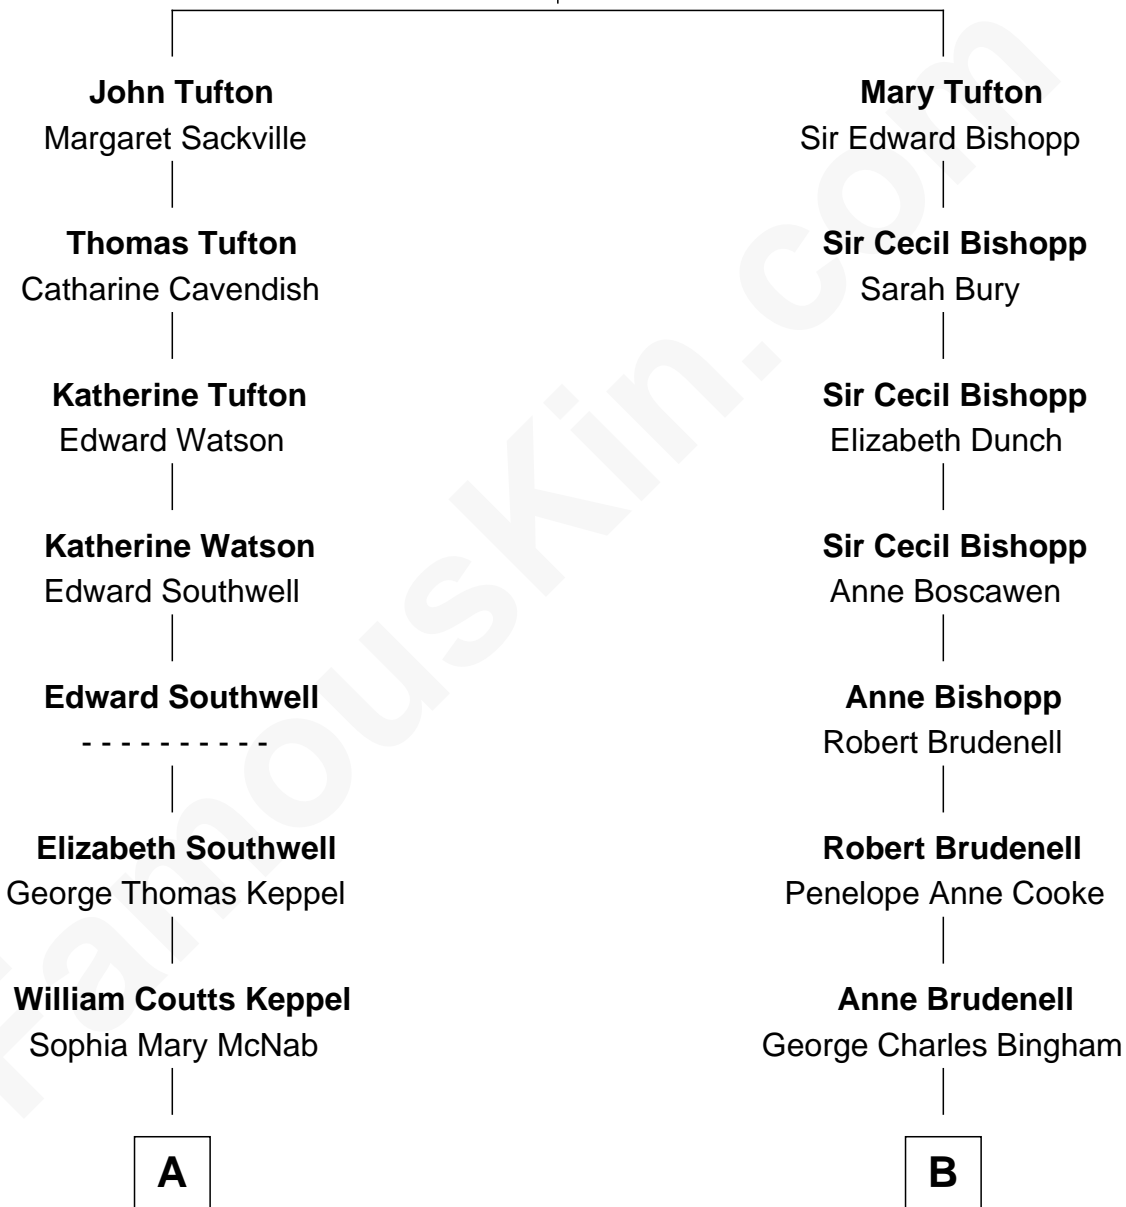 John Tufton
Margaret Sackville
Thomas Tufton
Catharine Cavendish
Katherine Tufton
Edward Watson
Katherine Watson
Edward Southwell
Edward Southwell
- - - - - - - - - -
Elizabeth Southwell
George Thomas Keppel
William Coutts Keppel
Sophia Mary McNab
A
Mary Tufton
Sir Edward Bishopp
Sir Cecil Bishopp
Sarah Bury
Sir Cecil Bishopp
Elizabeth Dunch
Sir Cecil Bishopp
Anne Boscawen
Anne Bishopp
Robert Brudenell
Robert Brudenell
Penelope Anne Cooke
Anne Brudenell
George Charles Bingham
B
FamousKin.com